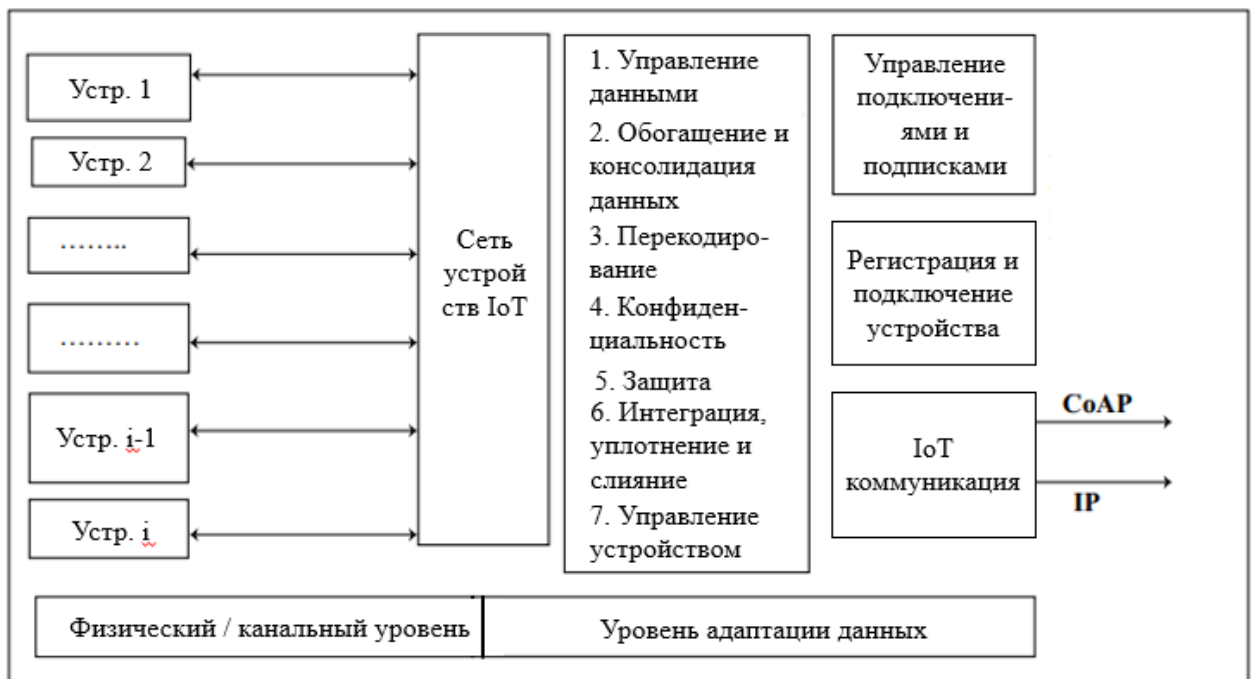 Устр. 1
Устр. 2
……..
………
Устр. i-1
Устр. i
Сеть
устрой
ств IoT
1. Управление
данными
2. Обогащение и
консолидация
данных
3. Перекодиро-
вание
4. Конфиден-
циальность
5. Защита
6. Интеграция,
уплотнение и
слияние
7. Управление
устройством
Управление
подключени-
ями и
подписками
Регистрация и
подключение
устройства
IoT
коммуникация
CoAP
IP
Физический / канальный уровень
Уровень адаптации данных